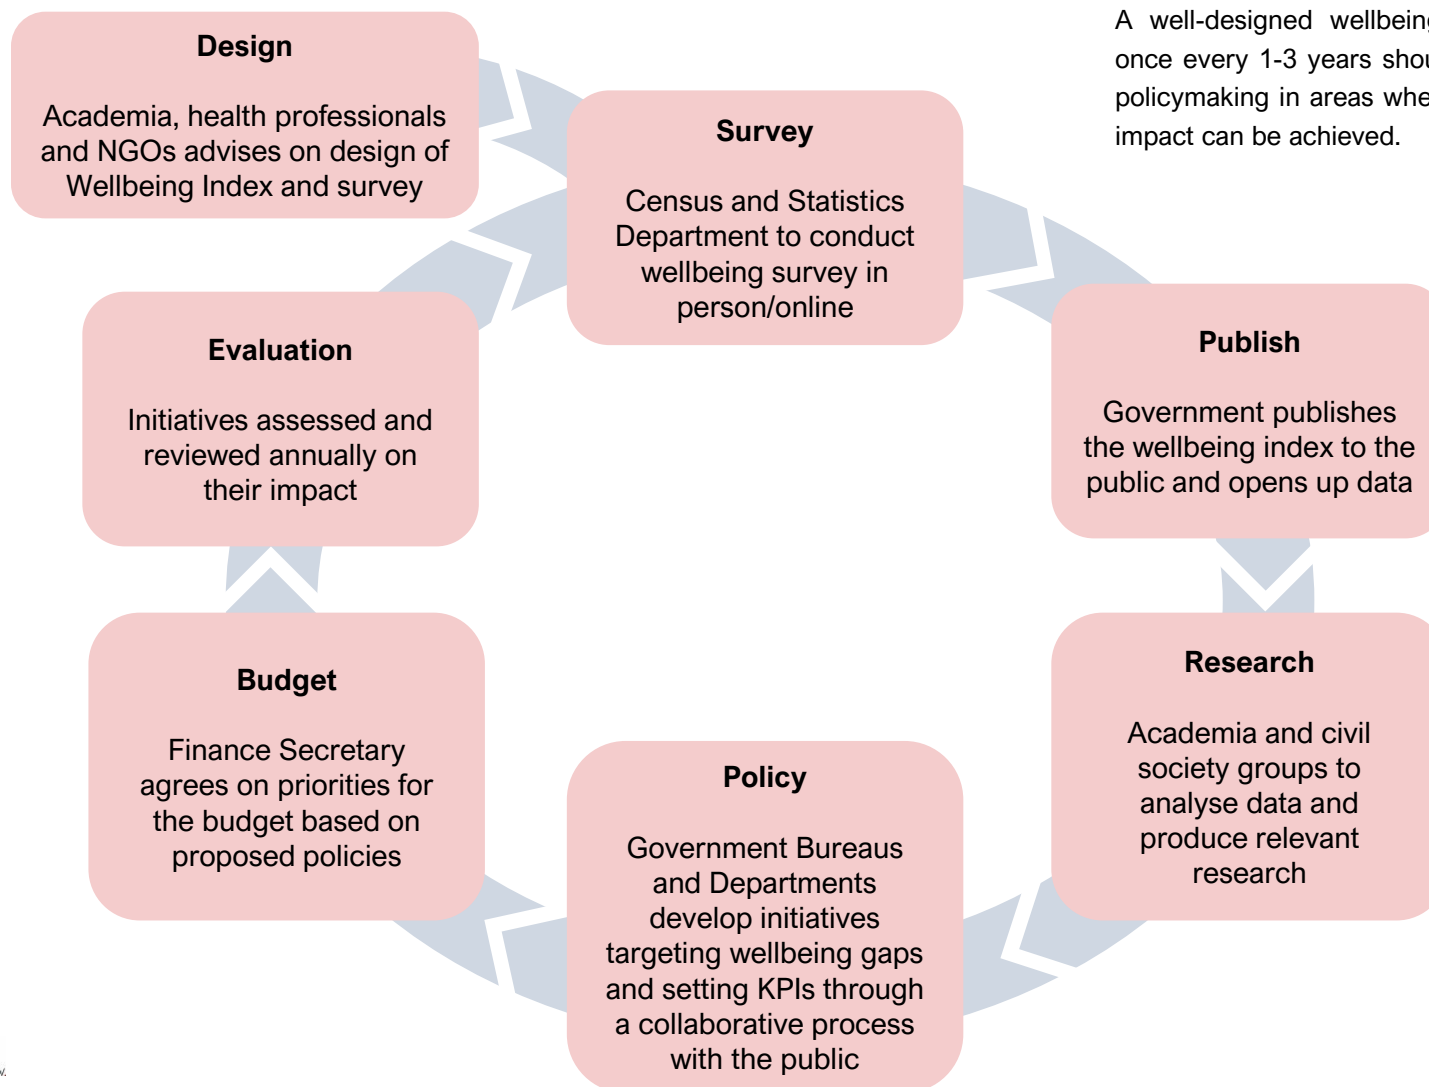 Design
Academia, health professionals
and NGOs advises on design of
Wellbeing Index and survey
A well-designed wellbeing
once every 1-3 years
policymaking in areas
impact can be achieved.
Survey
Census and Statistics
Department to conduct
wellbeing survey in
person/online
Publish
Government publishes
the wellbeing index to the
public and opens up data
Research
Academia and civil
society groups to
analyse data and
produce relevant
research
Policy
Government Bureaus
and Departments
develop initiatives
targeting wellbeing gaps
and setting KPIs through
a collaborative process
with the public
Budget
Finance Secretary
agrees on priorities for
the budget based on
proposed policies
Evaluation
Initiatives assessed and
reviewed annually on
their impact